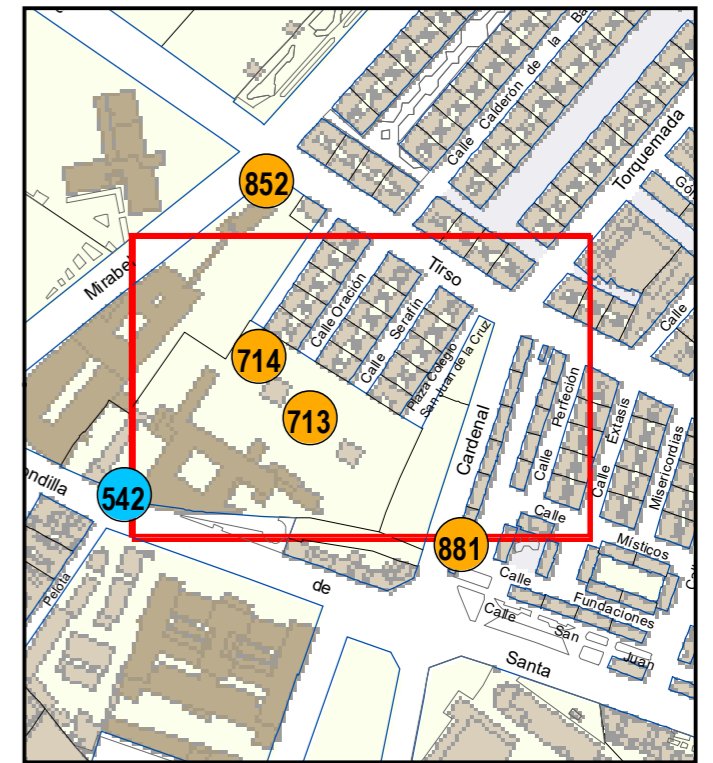 Calle Calderón de la Ba
Torquemada
852
Gó
Mirabel
Tirso
Calle Oración
Calle Serafín
Plaza Colegio
San Juan de la Cruz
Calle
714
713
Cardenal
Calle Perfeción
Calle Éxtasis
Misericordias
ondilla
542
Calle
881
Místicos
Calle
Pelota
de
Fundaciones
Calle San Juan
Santa